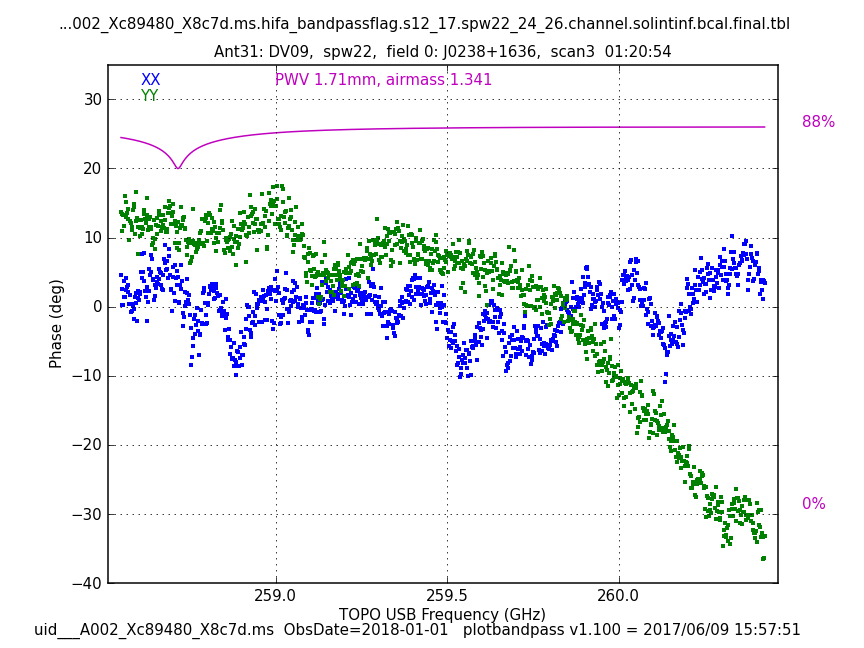 ...002_Xc89480_X8c7d.ms.hifa_bandpassflag.s12_17.spw22_24_26.channel.solintinf.bcal.final.tbl
Ant31: DV09,  spw22,  field 0: J0238+1636,  scan3  01:20:54
XX
PWV 1.71mm, airmass 1.341
YY
30
88%
20
10
0
Phase (deg)
−10
−20
−30
0%
−40
259.0
259.5
260.0
TOPO USB Frequency (GHz)
uid___A002_Xc89480_X8c7d.ms  ObsDate=2018-01-01   plotbandpass v1.100 = 2017/06/09 15:57:51